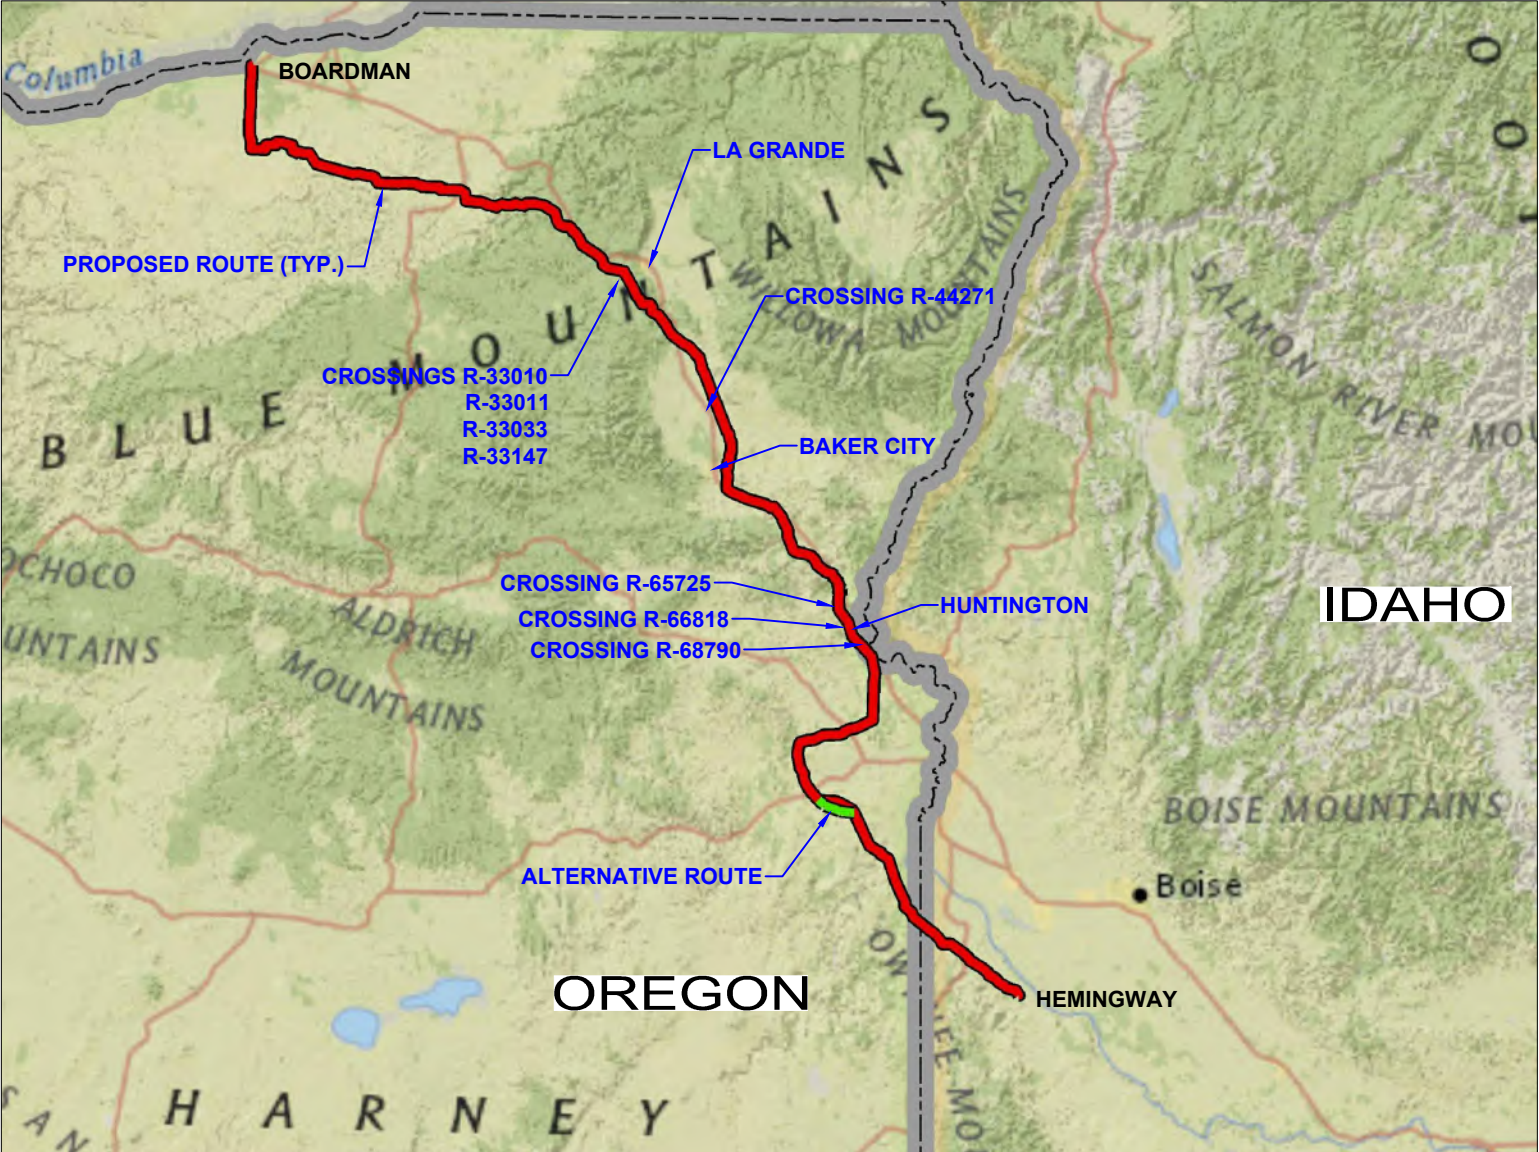 Columbia
BOARDMAN
LA GRANDE
PROPOSED ROUTE (TYP.)
CROSSING R-44271
BLUE MOUNTAINS
WILLOWA MOUNTAINS
SALMON RIVER MOU
CROSSINGS R-33010
R-33011
R-33033
R-33147
BAKER CITY
OCHOCO
UNTAINS
ALDRICH
MOUNTAINS
CROSSING R-65725
CROSSING R-66818
CROSSING R-68790
HUNTINGTON
IDAHO
BOISE MOUNTAINS
ALTERNATIVE ROUTE
Boise
OREGON
HEMINGWAY
HARNEY